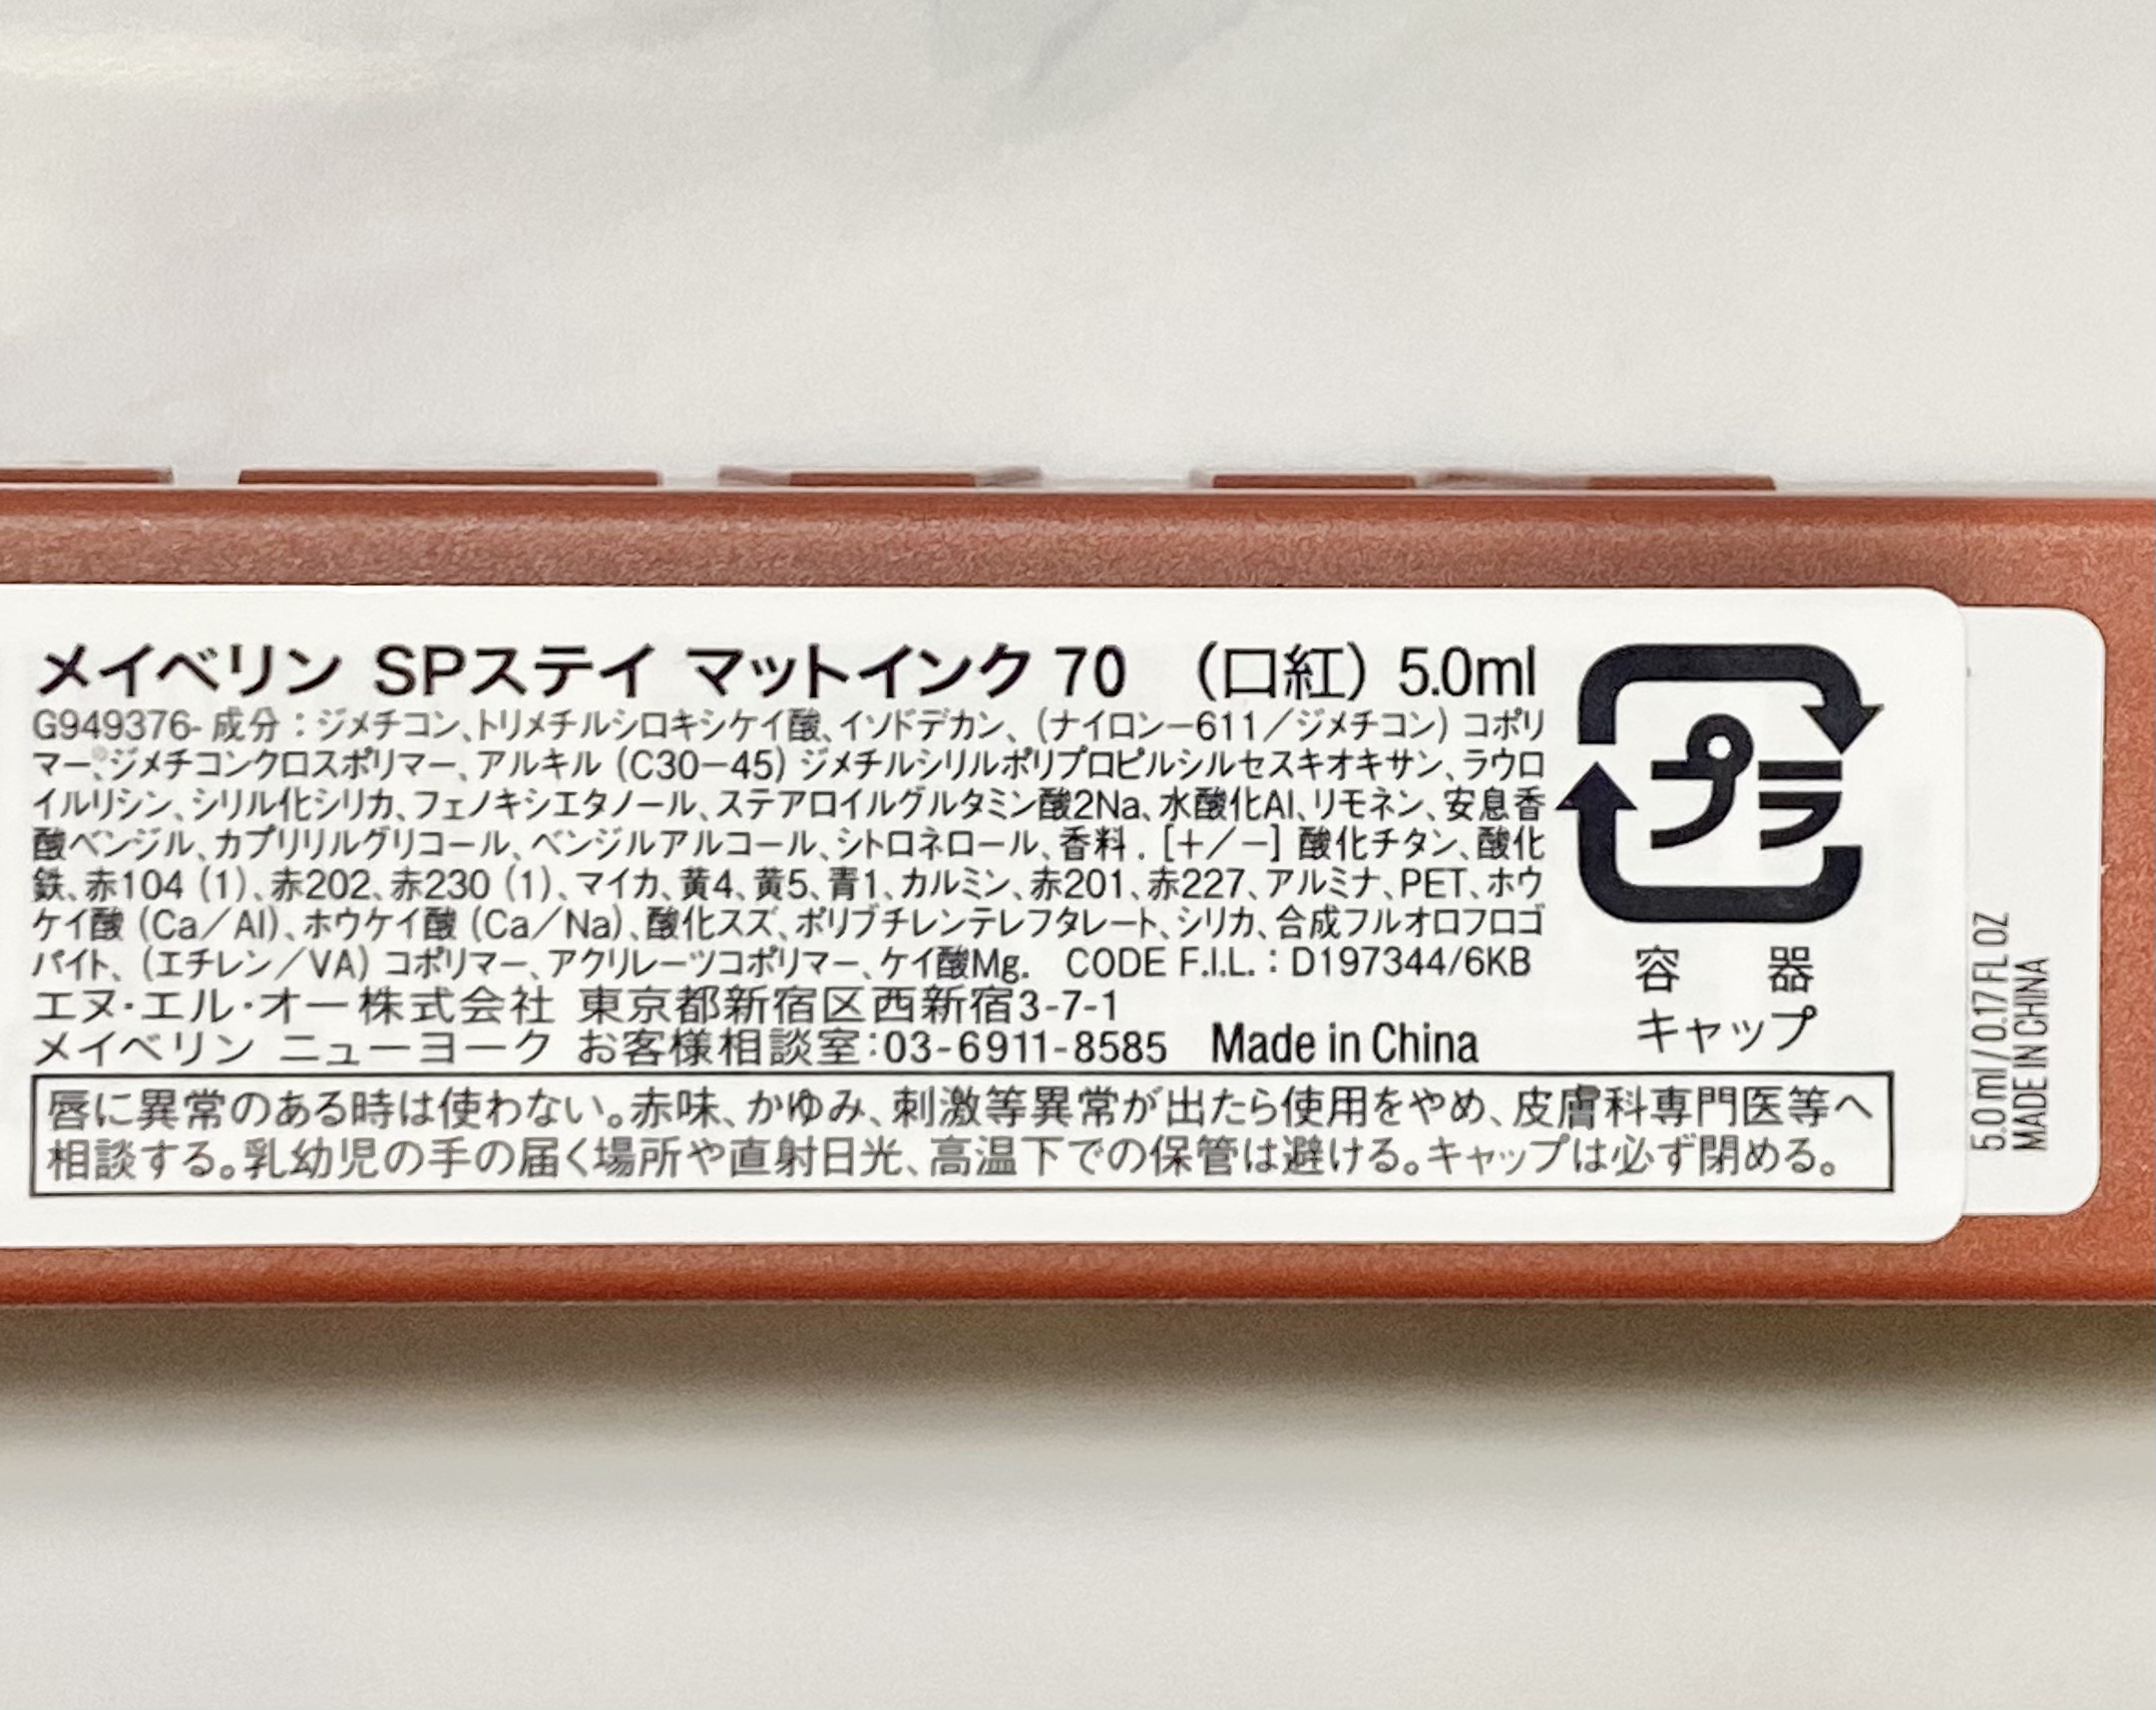 メイベリン SPステイ マットインク 70 (口紅) 5.0ml
G949376- 成分：ジメチコン、トリメチルシロキシケイ酸、イソドデカン、(ナイロン－611／ジメチコン) コポリ
マー、ジメチコンクロスポリマー、アルキル (C30－45) ジメチルシリルポリプロピルシルセスキオキサン、ラウロ
イルリシン、シリル化シリカ、フェノキシエタノール、ステアロイルグルタミン酸2Na、水酸化Al、リモネン、安息香
酸ベンジル、カプリリルグリコール、ベンジルアルコール、シトロネロール、香料．[＋／－] 酸化チタン、酸化
鉄、赤104 (1)、赤202、赤230 (1)、マイカ、黄4、黄5、青1、カルミン、赤201、赤227、アルミナ、PET、ホウ
ケイ酸 (Ca／Al)、ホウケイ酸 (Ca／Na)、酸化スズ、ポリブチレンテレフタレート、シリカ、合成フルオロフロゴ
パイト、(エチレン／VA) コポリマー、アクリレーツコポリマー、ケイ酸Mg. CODE F.I.L.：D197344/6KB
エヌ・エル・オー株式会社 東京都新宿区西新宿3-7-1
メイベリン ニューヨーク お客様相談室：03-6911-8585 Made in China
唇に異常のある時は使わない。赤味、かゆみ、刺激等異常が出たら使用をやめ、皮膚科専門医等へ
相談する。乳幼児の手の届く場所や直射日光、高温下での保管は避ける。キャップは必ず閉める。
プラ
容 器
キャップ
5.0 ml / 0.17 FL OZ
MADE IN CHINA